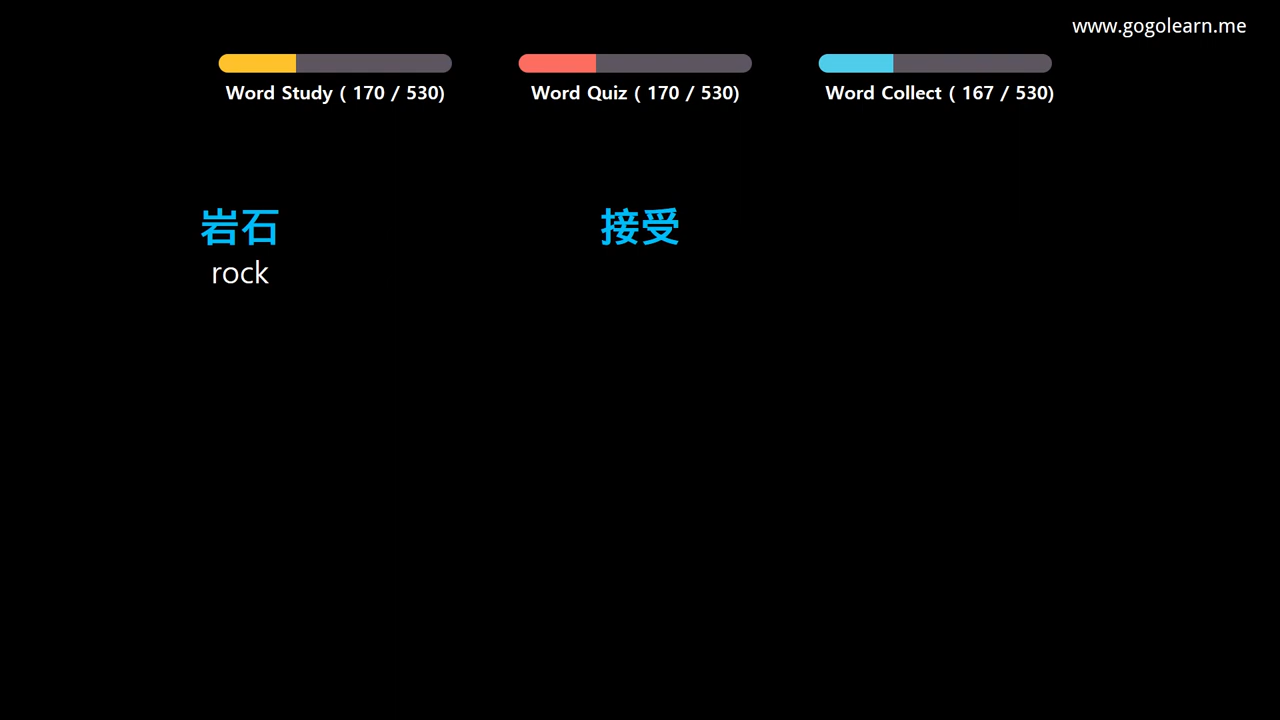 www.gogolearn.me
Word Study ( 170 / 530)
Word Quiz ( 170 / 530)
Word Collect ( 167 / 530)
岩石
接受
rock